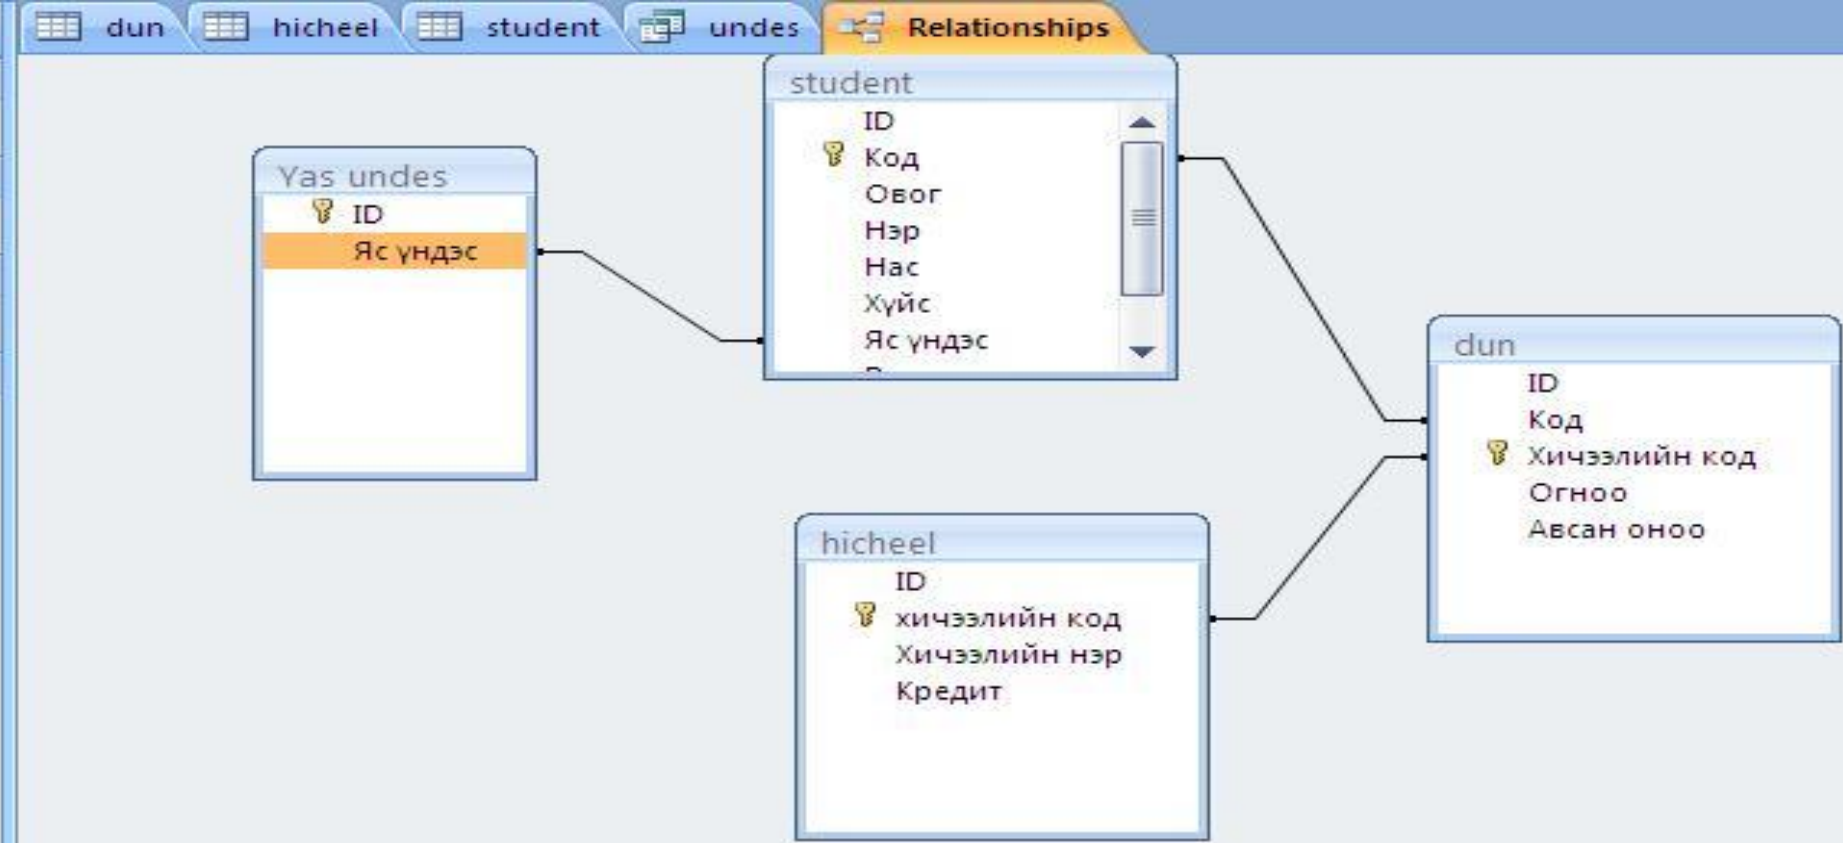 dun hicheel student undes Relationships
student
ID
Код
Овог
Нэр
Нас
Хүйс
Яс үндэс
Yas undes
ID
Яс үндэс
dun
ID
Код
Хичээлийн код
Огноо
Авсан оноо
hicheel
ID
хичээлийн код
Хичээлийн нэр
Кредит